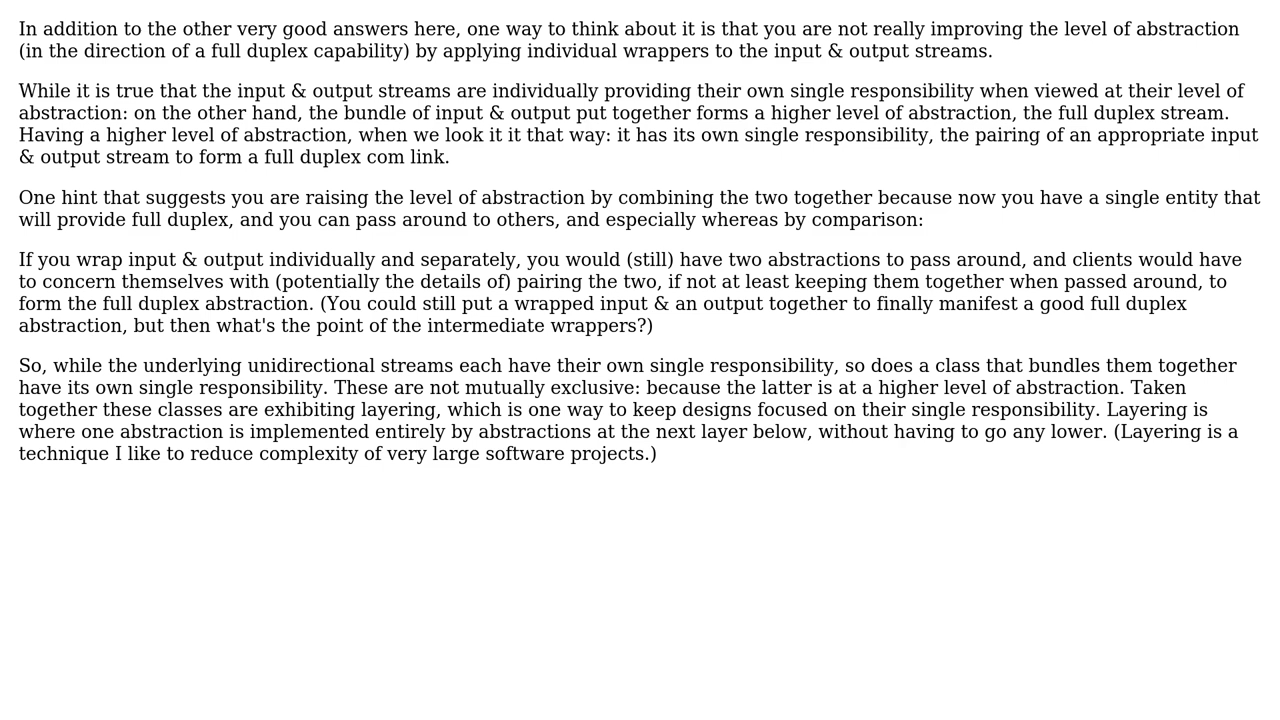 In addition to the other very good answers here, one way to think about it is that you are not really improving the level of abstraction
(in the direction of a full duplex capability) by applying individual wrappers to the input & output streams.
While it is true that the input & output streams are individually providing their own single responsibility when viewed at their level of
abstraction: on the other hand, the bundle of input & output put together forms a higher level of abstraction, the full duplex stream.
Having a higher level of abstraction, when we look it it that way: it has its own single responsibility, the pairing of an appropriate input
& output stream to form a full duplex com link.
One hint that suggests you are raising the level of abstraction by combining the two together because now you have a single entity that
will provide full duplex, and you can pass around to others, and especially whereas by comparison:
If you wrap input & output individually and separately, you would (still) have two abstractions to pass around, and clients would have
to concern themselves with (potentially the details of) pairing the two, if not at least keeping them together when passed around, to
form the full duplex abstraction. (You could still put a wrapped input & an output together to finally manifest a good full duplex
abstraction, but then what's the point of the intermediate wrappers?)
So, while the underlying unidirectional streams each have their own single responsibility, so does a class that bundles them together
have its own single responsibility. These are not mutually exclusive: because the latter is at a higher level of abstraction. Taken
together these classes are exhibiting layering, which is one way to keep designs focused on their single responsibility. Layering is
where one abstraction is implemented entirely by abstractions at the next layer below, without having to go any lower. (Layering is a
technique I like to reduce complexity of very large software projects.)